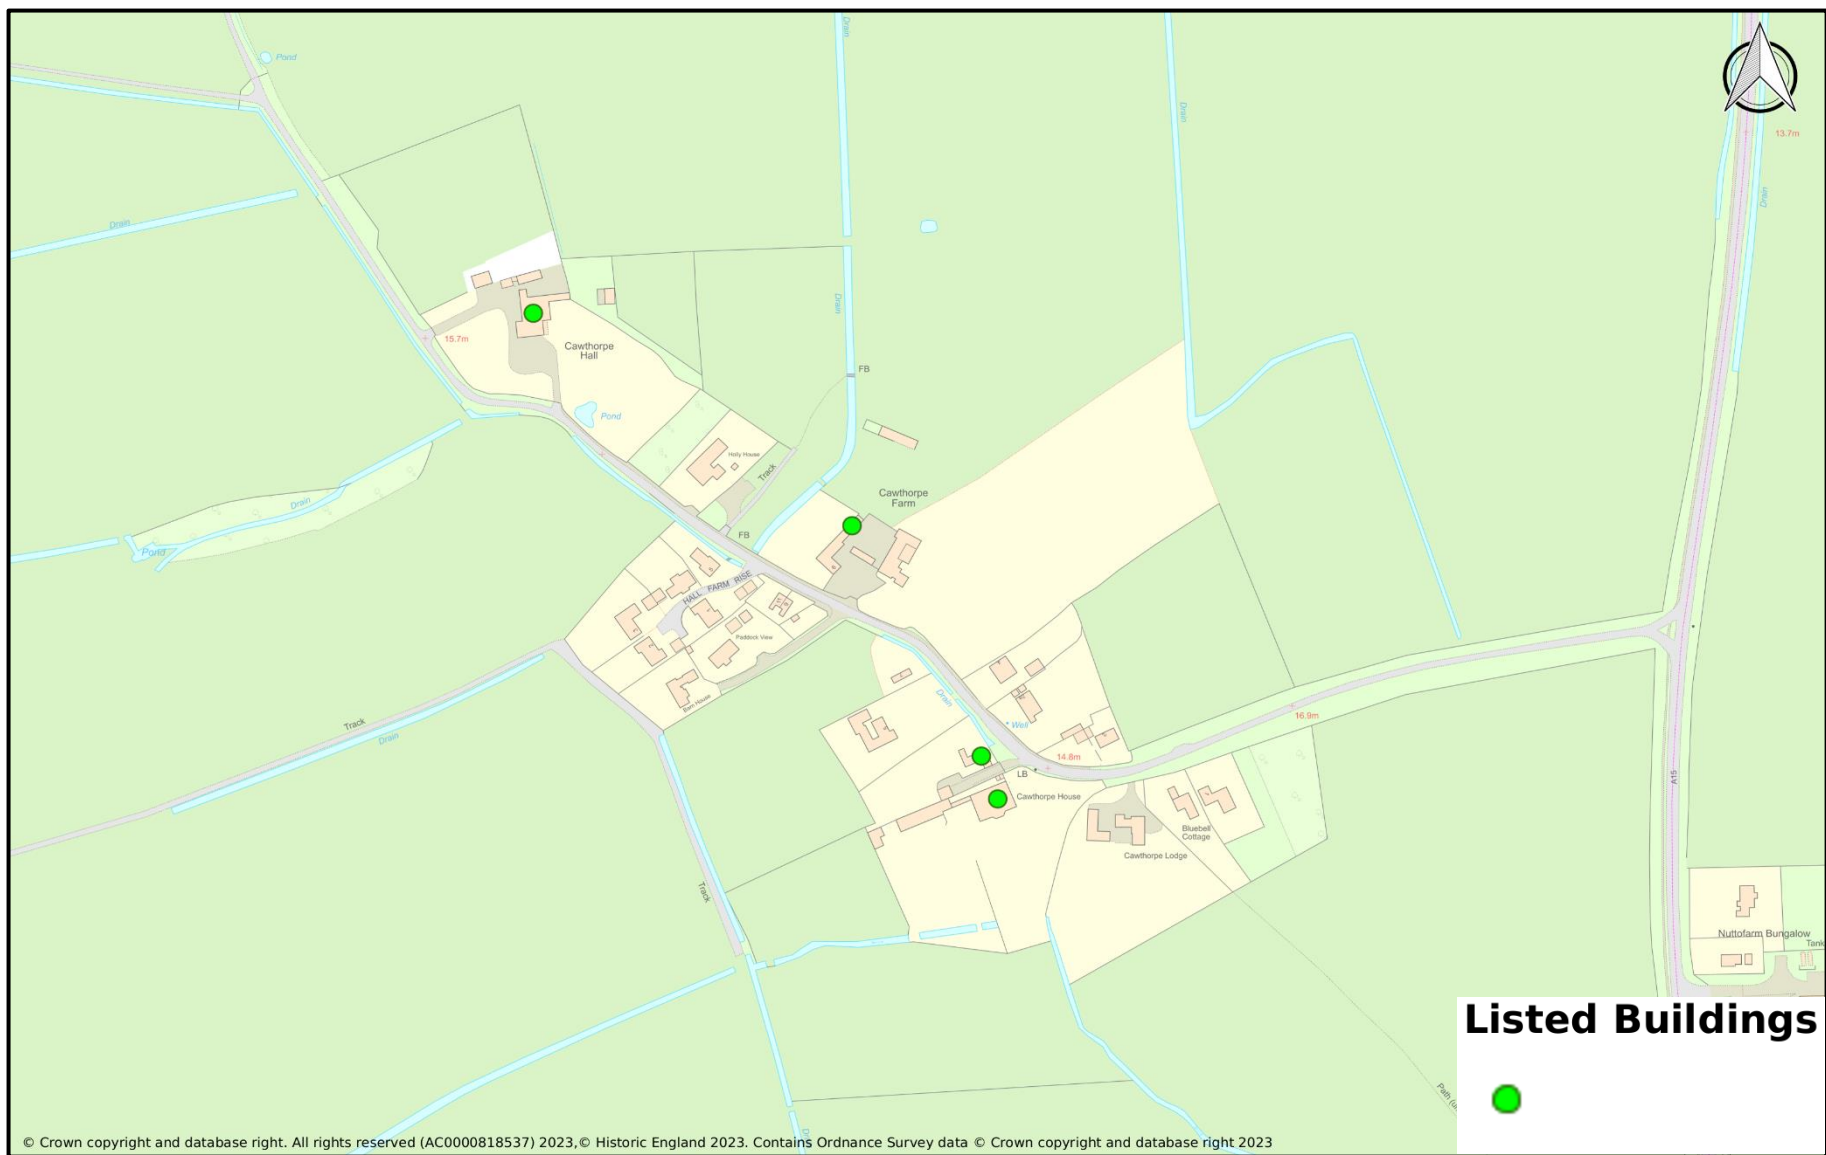 Pond
Drain
Drain
13.7m
Drain
Drain
Drain
15.7m
Cawthorpe
Hall
FB
Pond
Holly House
Track
Cawthorpe
Farm
Drain
Pond
FB
HALL FARM RISE
Paddock View
Barn House
Drain
Track
Drain
Well
16.9m
14.8m
LB
Cawthorpe House
A15
Bluebell
Cottage
Cawthorpe Lodge
Track
Nuttofarm Bungalow
Tank
Listed Buildings
Path
© Crown copyright and database right. All rights reserved (AC0000818537) 2023,© Historic England 2023. Contains Ordnance Survey data © Crown copyright and database right 2023